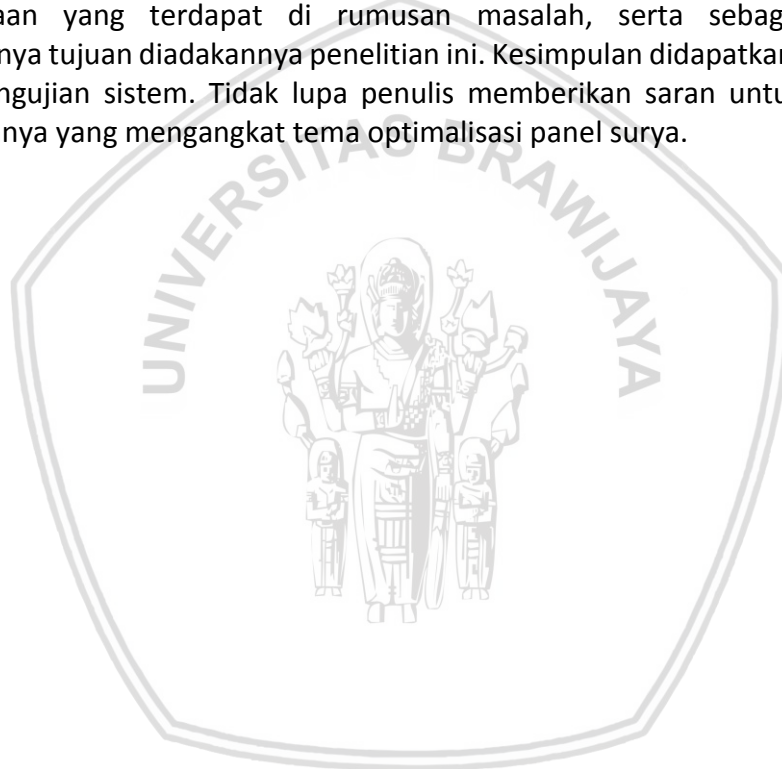 aan yang terdapat di rumusan masalah, serta sebag
nya tujuan diadakannya penelitian ini. Kesimpulan didapatkan
ngujian sistem. Tidak lupa penulis memberikan saran untu
nya yang mengangkat tema optimalisasi panel surya.
UNIVERSITAS BRAWIJAYA